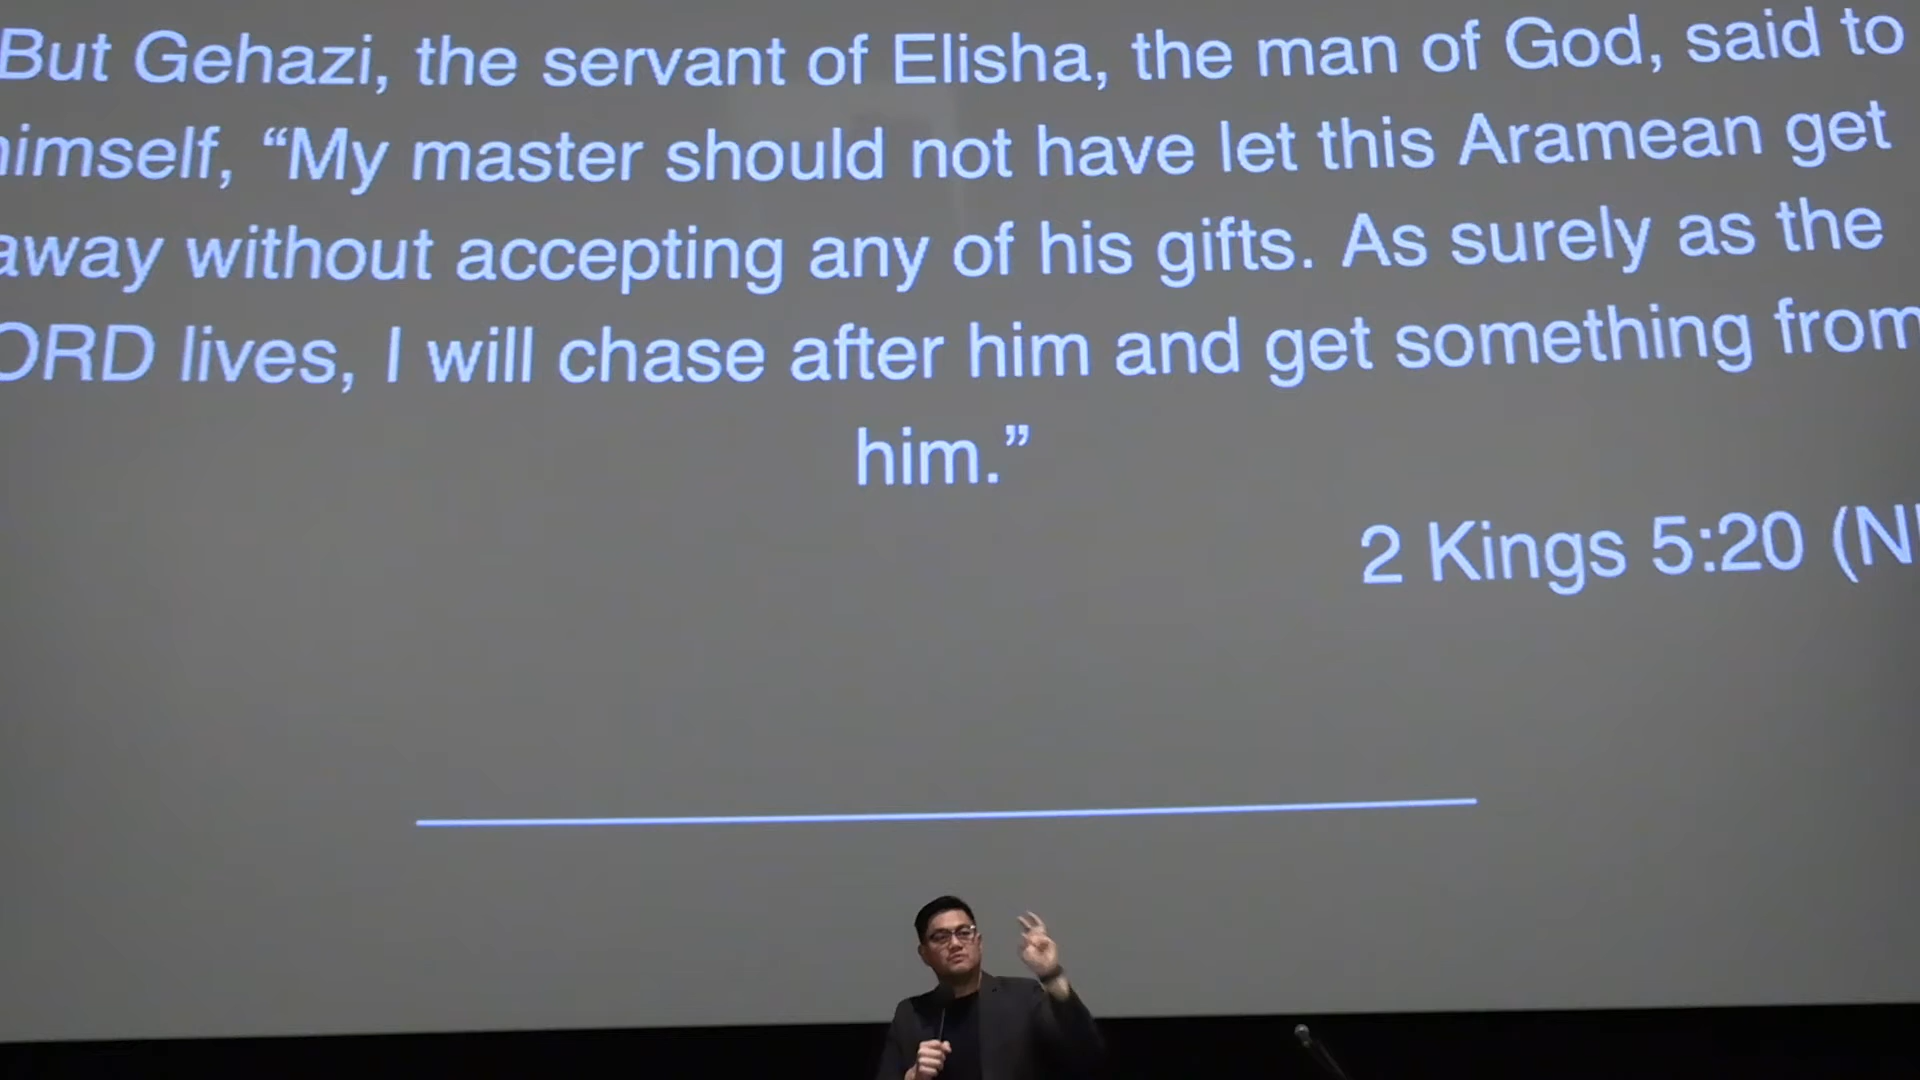 But Gehazi, the servant of Elisha, the man of God, said to
himself, “My master should not have let this Aramean get
away without accepting any of his gifts. As surely as the
ORD lives, I will chase after him and get something from
him.”
2 Kings 5:20 (N